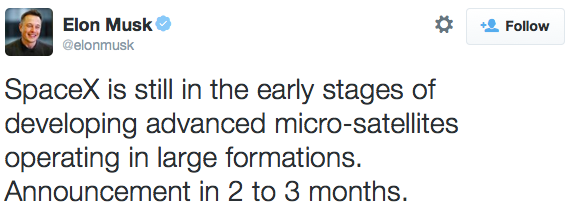 Elon Musk
@elonmusk
Follow
SpaceX is still in the early stages of
developing advanced micro-satellites
operating in large formations.
Announcement in 2 to 3 months.